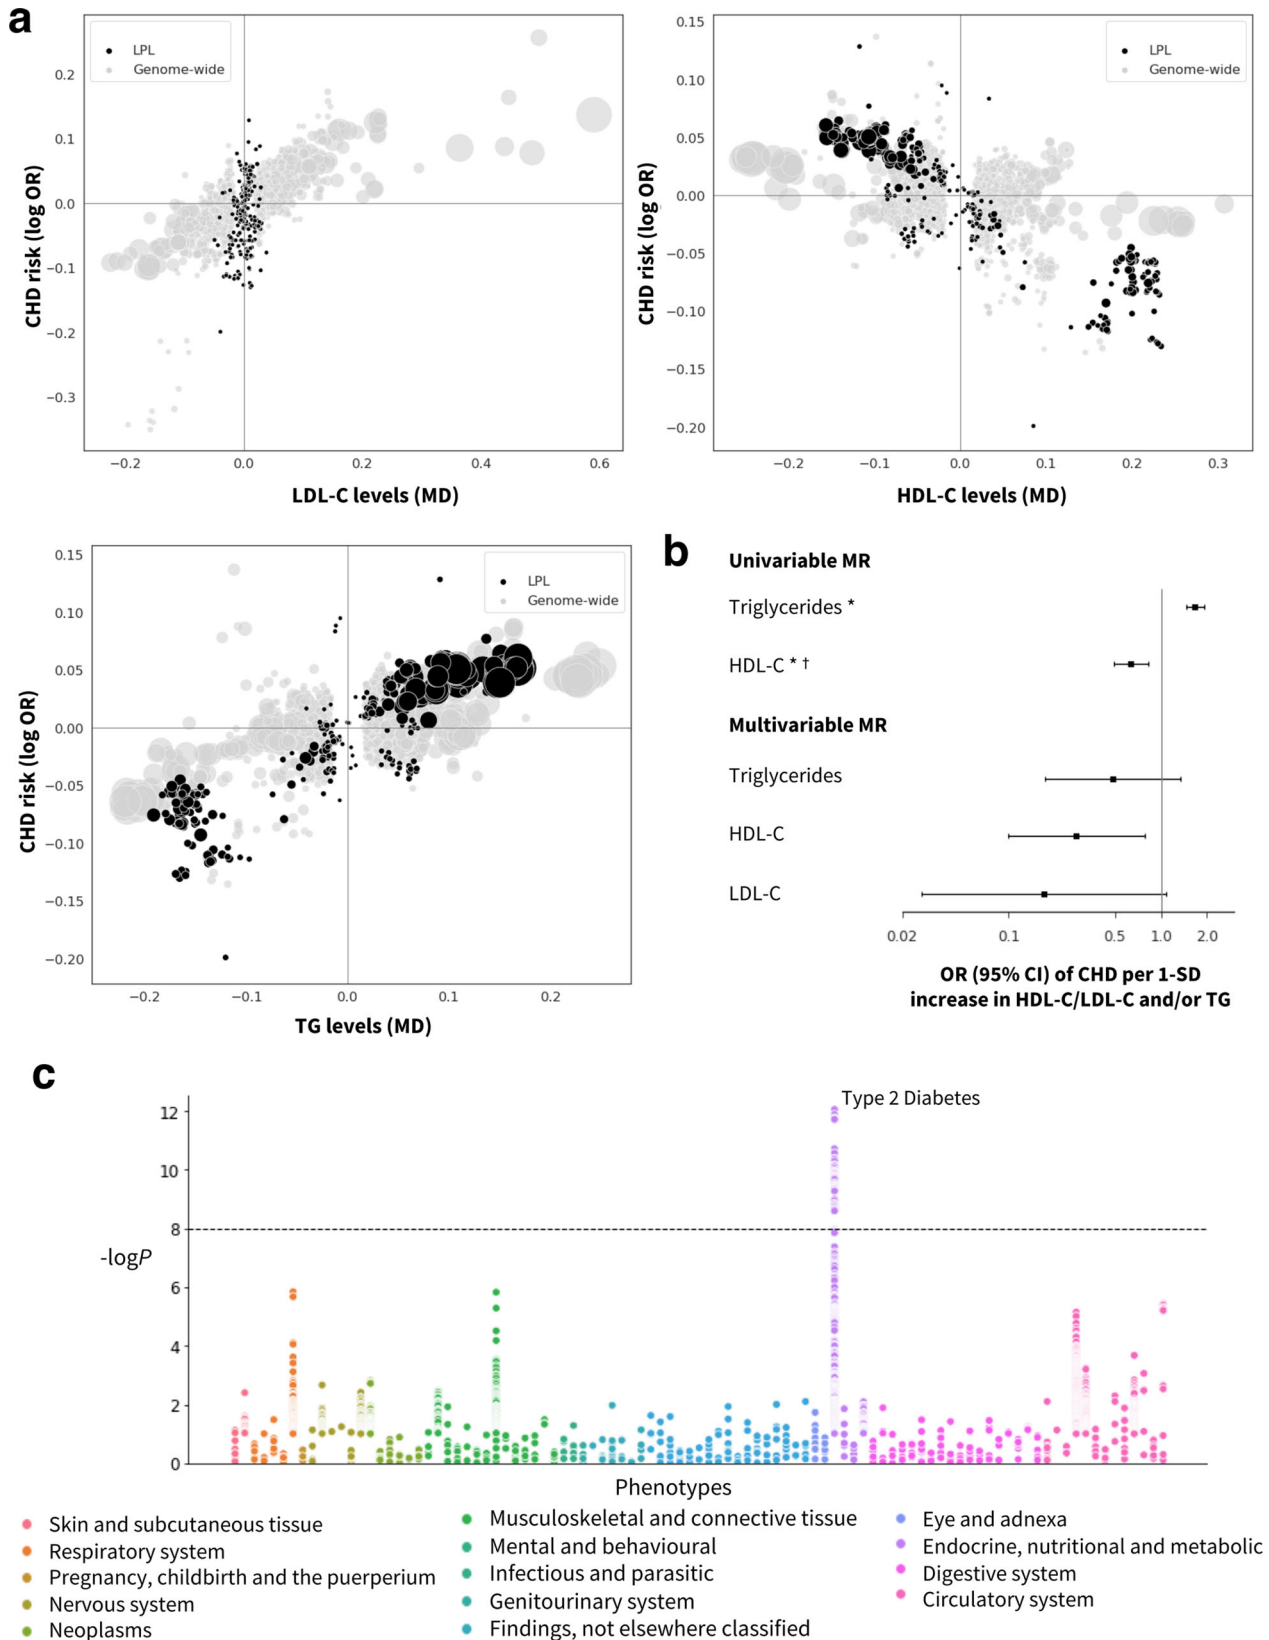 a
LPL
Genome-wide
0.2
0.1
0.0
−0.1
−0.2
−0.3
CHD risk (log OR)
−0.2
0.0
0.2
0.4
0.6
LDL-C levels (MD)
LPL
Genome-wide
0.15
0.10
0.05
0.00
−0.05
−0.10
−0.15
−0.20
CHD risk (log OR)
−0.2
−0.1
0.0
0.1
0.2
0.3
HDL-C levels (MD)
LPL
Genome-wide
0.15
0.10
0.05
0.00
−0.05
−0.10
−0.15
−0.20
CHD risk (log OR)
−0.2
−0.1
0.0
0.1
0.2
TG levels (MD)
b
Univariable MR
Triglycerides *
HDL-C * †
Multivariable MR
Triglycerides
HDL-C
LDL-C
0.02
0.1
0.5
1.0
2.0
OR (95% CI) of CHD per 1-SD
increase in HDL-C/LDL-C and/or TG
c
Type 2 Diabetes
12
10
8
6
4
2
0
-logP
Phenotypes
Skin and subcutaneous tissue
Respiratory system
Pregnancy, childbirth and the puerperium
Nervous system
Neoplasms
Musculoskeletal and connective tissue
Mental and behavioural
Infectious and parasitic
Genitourinary system
Findings, not elsewhere classified
Eye and adnexa
Endocrine, nutritional and metabolic
Digestive system
Circulatory system